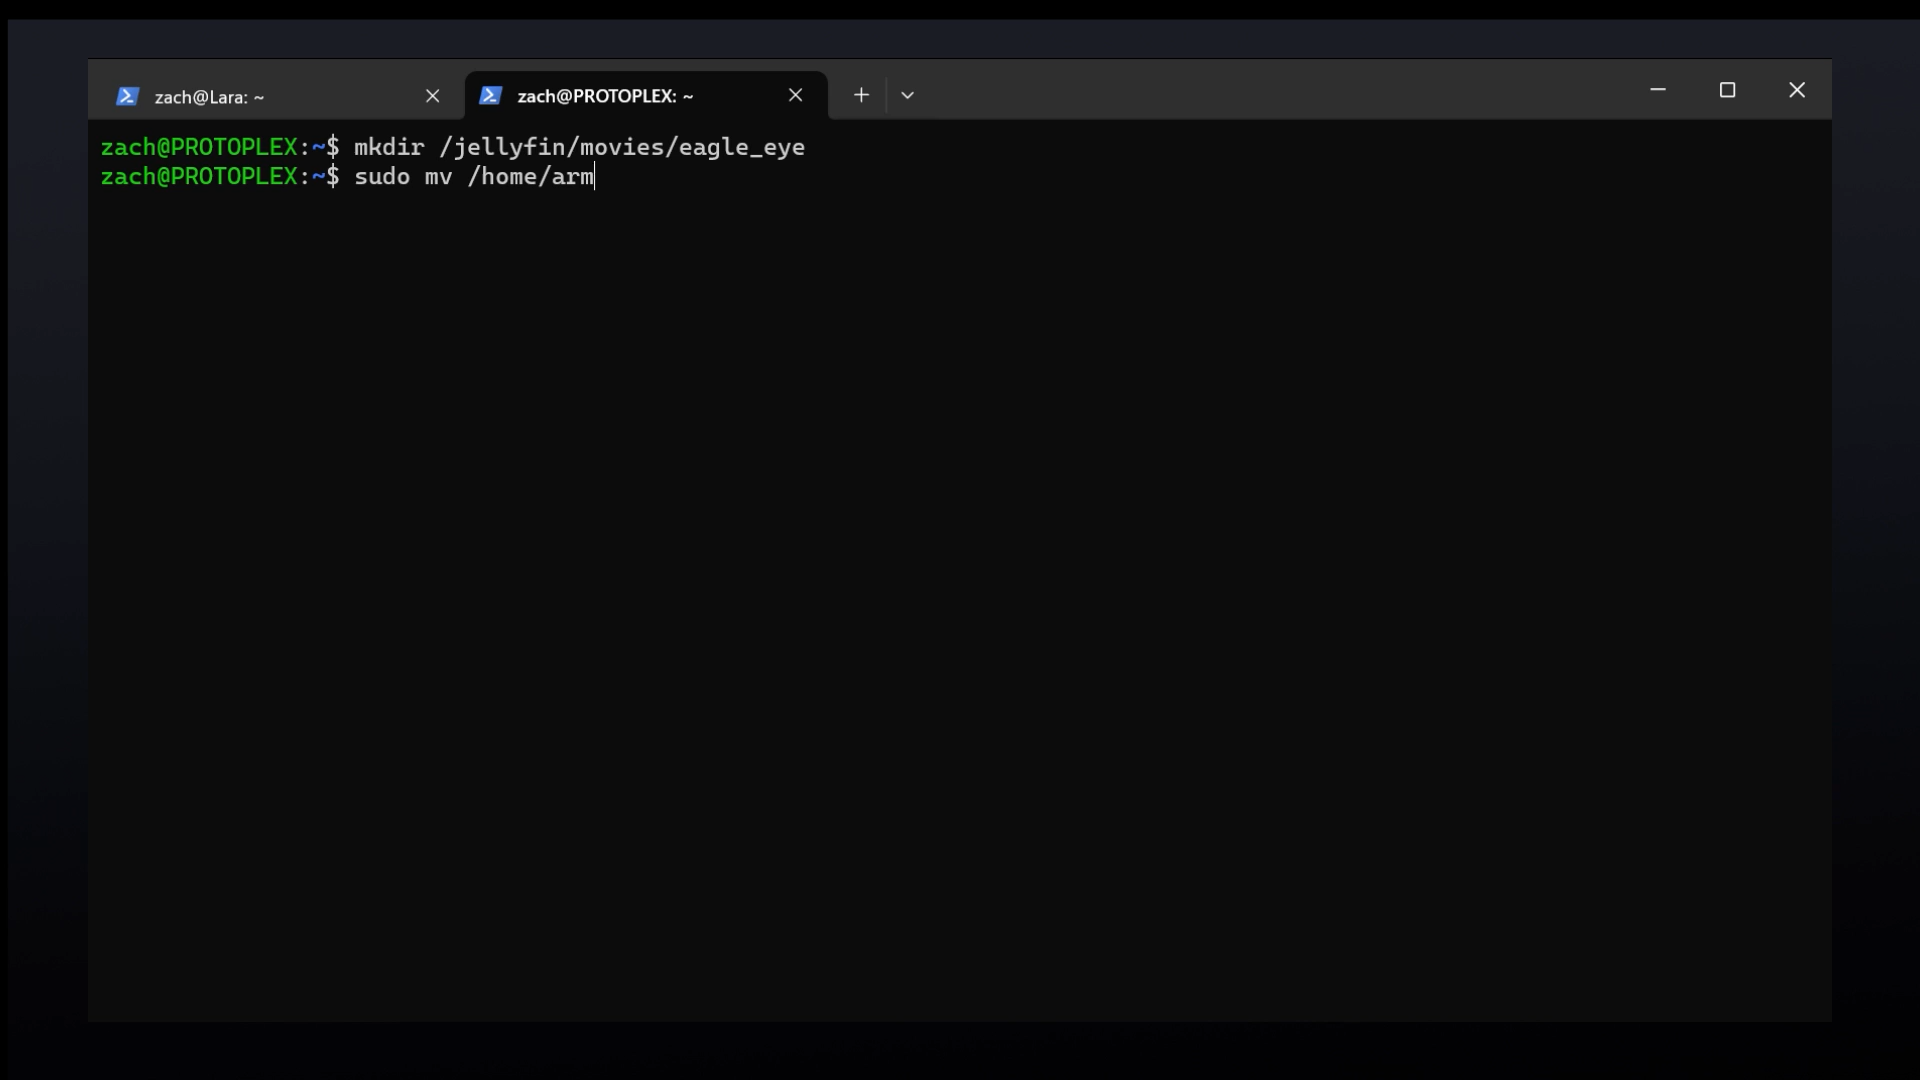 zach@Lara: ~
zach@PROTOPLEX: ~
zach@PROTOPLEX:~$ mkdir /jellyfin/movies/eagle_eye
zach@PROTOPLEX:~$ sudo mv /home/arm